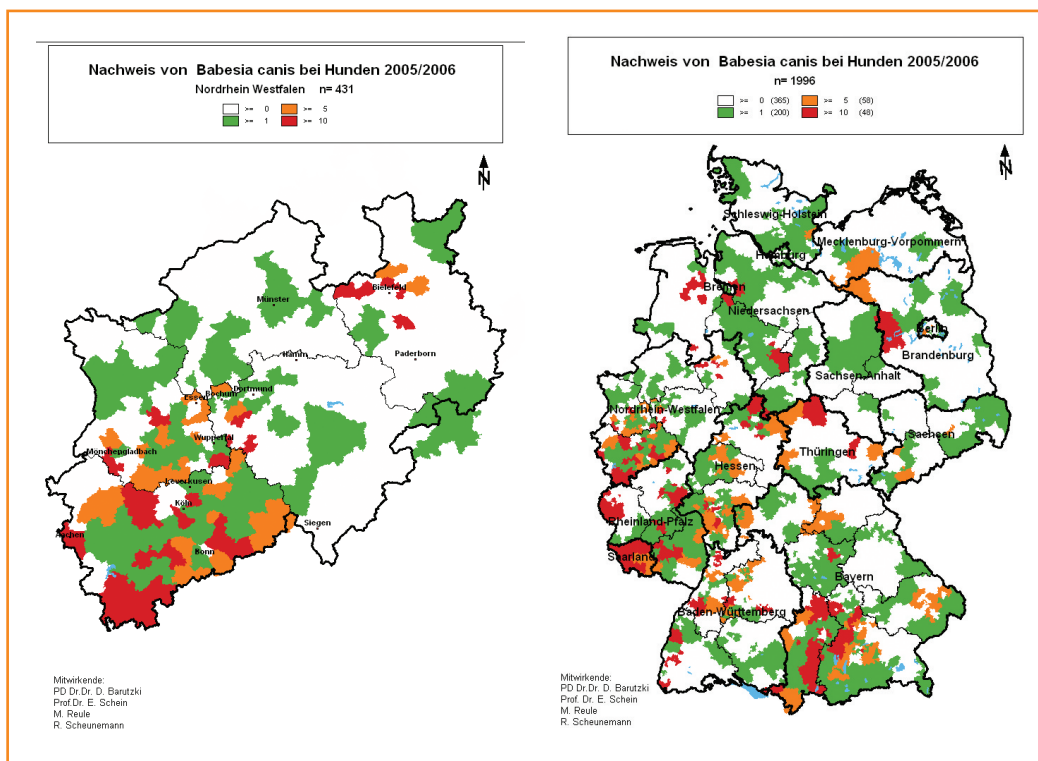 Nachweis von Babesia canis bei Hunden 2005/2006
Nordrhein Westfalen n= 431
>= 0 >= 5
>= 1 >= 10
N
Münster
Bielefeld
Hamm
Paderborn
Bochum
Dortmund
Essen
Wuppertal
Mönchengladbach
Leverkusen
Köln
Siegen
Aachen
Bonn
Mitwirkende:
PD Dr.Dr. D. Barutzki
Prof.Dr. E. Schein
M. Reule
R. Scheunemann
Nachweis von Babesia canis bei Hunden 2005/2006
n= 1996
>= 0 (365) >= 5 (58)
>= 1 (200) >= 10 (48)
N
Schleswig-Holstein
Mecklenburg-Vorpommern
Hamburg
Bremen
Niedersachsen
Berlin
Brandenburg
Sachsen,Anhalt
Nordrhein-Westfalen
Sachsen
Thüringen
Hessen
Rheinland-Pfalz
Saarland
Bayern
Baden-Württemberg
Mitwirkende:
PD Dr.Dr. D. Barutzki
Prof. Dr. E. Schein
M. Reule
R. Scheunemann